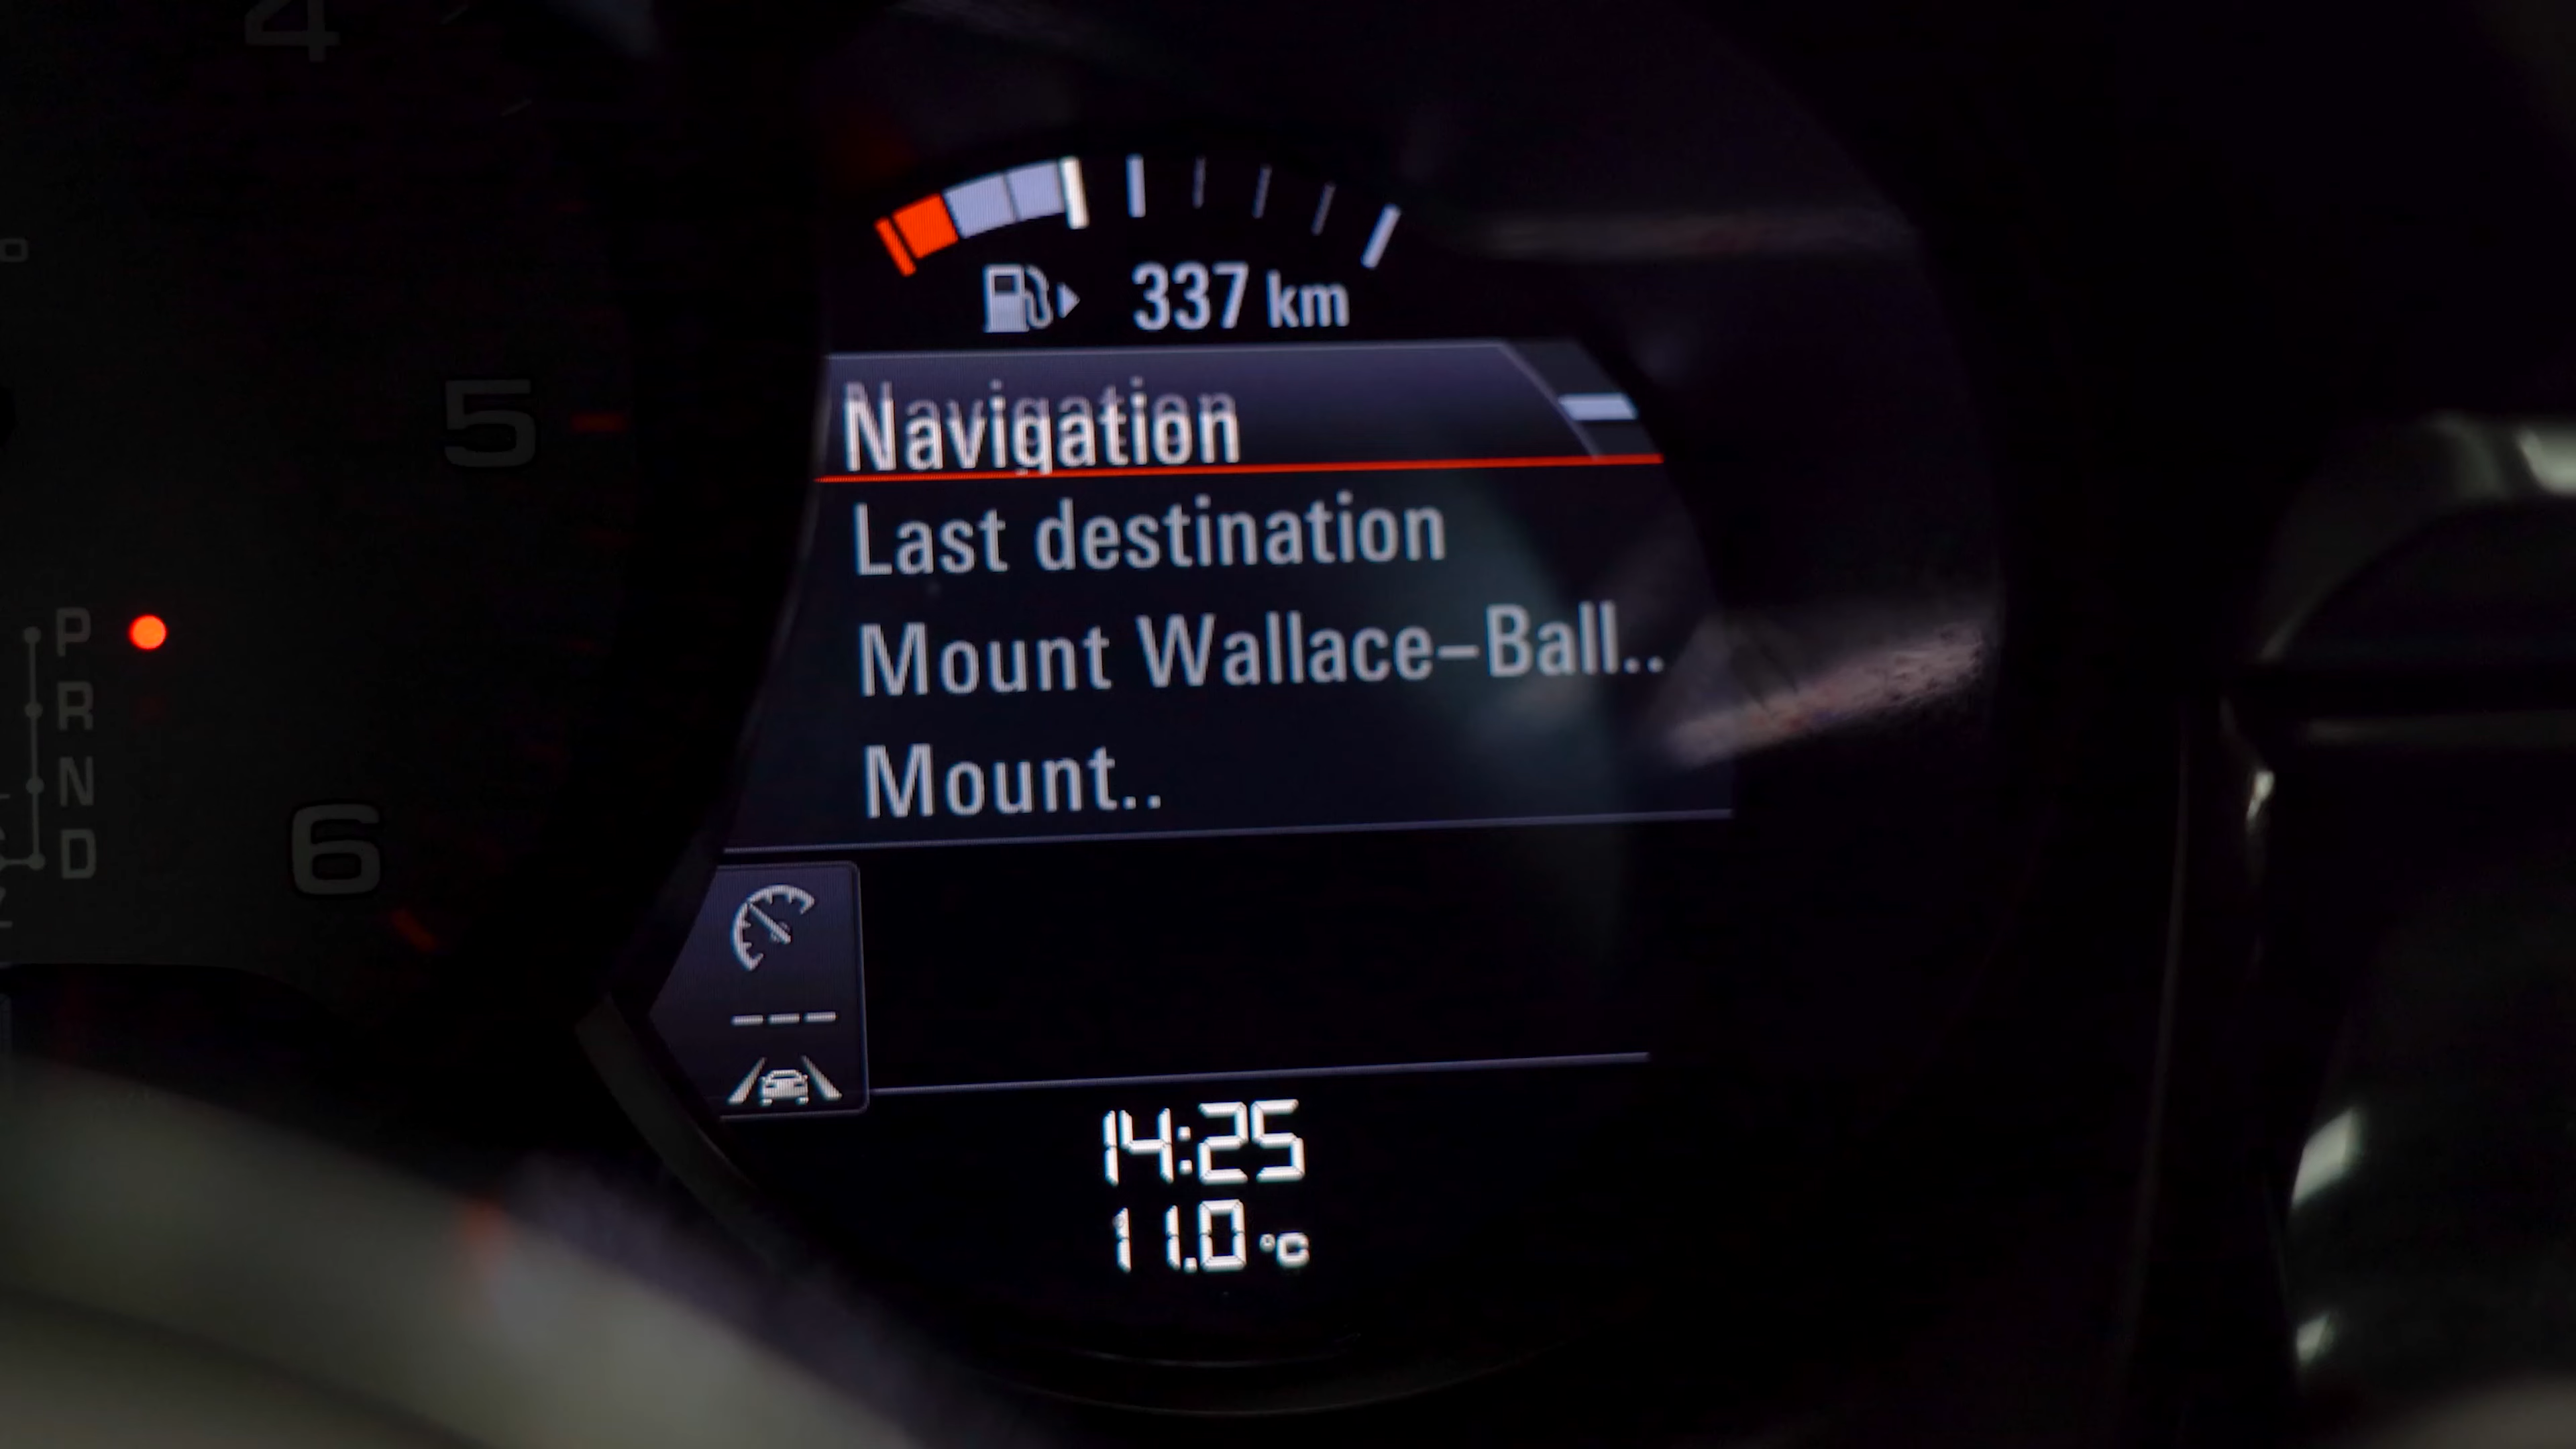 4
337 km
Navigation
5
Last destination
P
Mount Wallace–Ball..
R
N
Mount..
6
D
---
14:25
11.0 °C